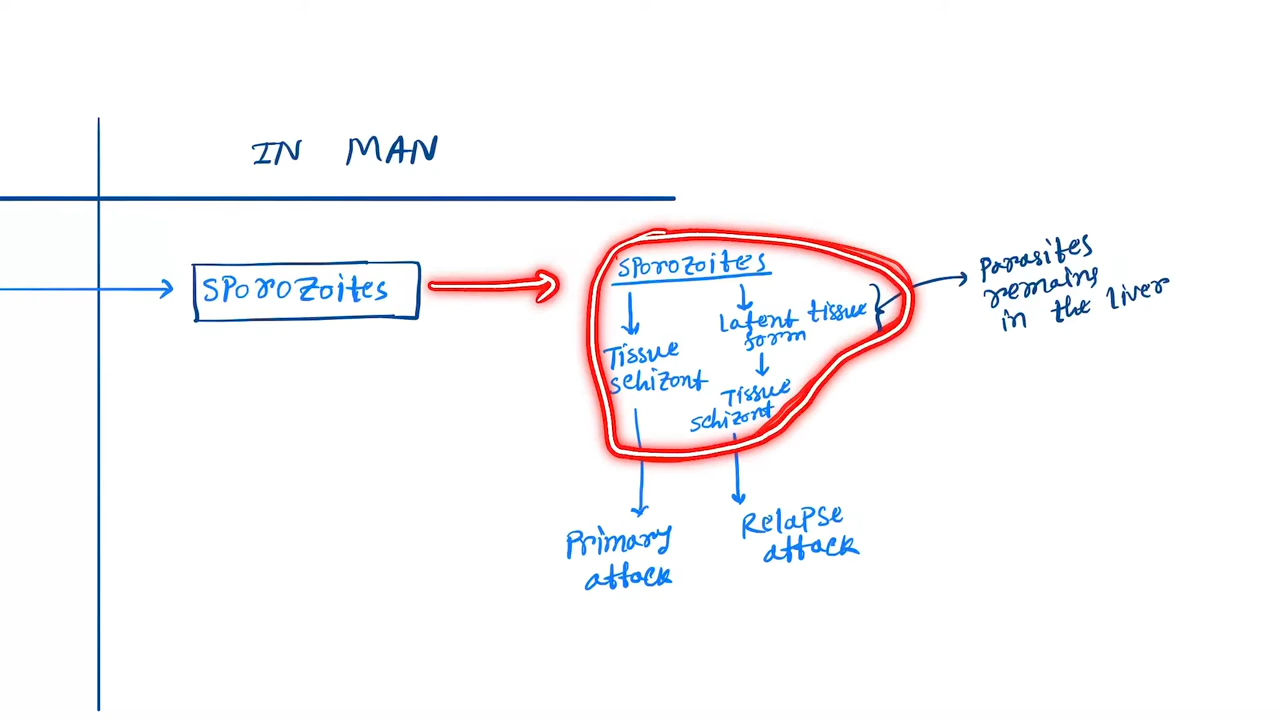 IN MAN
SPorozoites
SPorozoites
Tissue
schizont
Primary
attack
Latent tissue
form
Tissue
schizont
Relapse
attack
Parasites
remains
in the liver